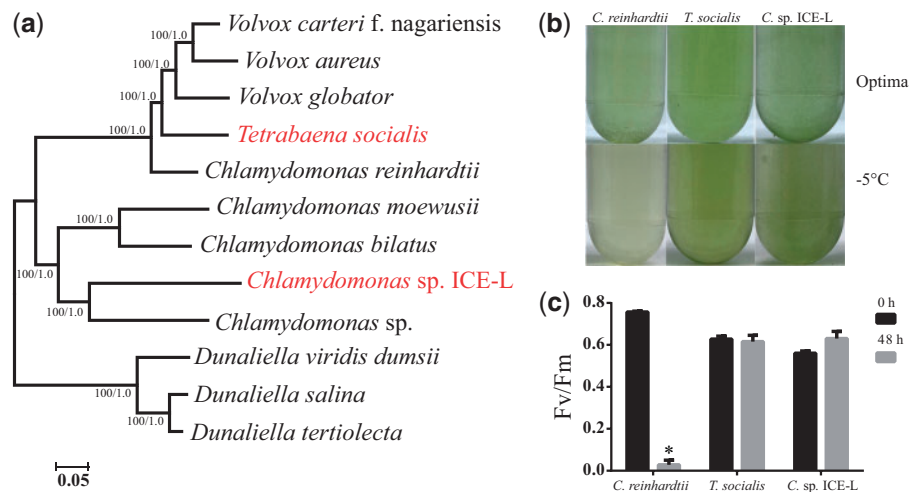 (a)
Volvox carteri f. nagariensis
Volvox aureus
Volvox globator
Tetrabaena socialis
Chlamydomonas reinhardtii
Chlamydomonas moewusii
Chlamydomonas bilatus
Chlamydomonas sp. ICE-L
Chlamydomonas sp.
Dunaliella viridis dumsii
Dunaliella salina
Dunaliella tertiolecta
100/1.0
100/1.0
100/1.0
100/1.0
100/1.0
100/1.0
100/1.0
100/1.0
100/1.0
0.05
(b)
C. reinhardtii T. socialis C. sp. ICE-L
Optima
-5°C
(c)
Fv/Fm
0.8
0.6
0.4
0.2
0.0
*
C. reinhardtii T. socialis C. sp. ICE-L
0 h
48 h